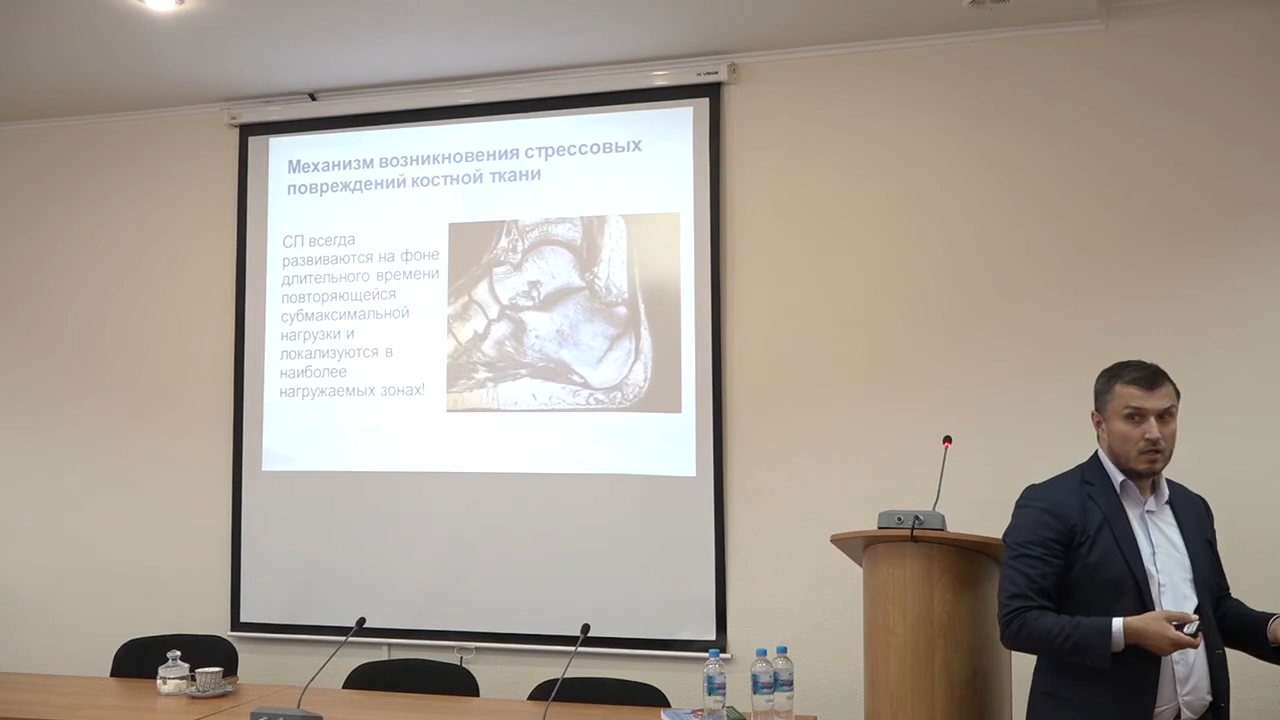 Механизм возникновения стрессовых
повреждений костной ткани
СП всегда
развиваются на фоне
длительного времени
повторяющейся
субмаксимальной
нагрузки и
локализуются в
наиболее
нагружаемых зонах!